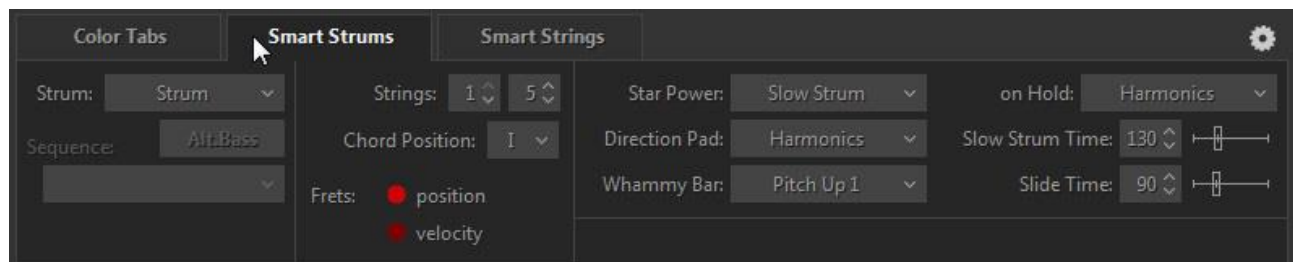 Color Tabs Smart Strums Smart Strings
Strum: Strum Strings: 1 5 Star Power: Slow Strum on Hold: Harmonics
Sequence: Alt.Bass Chord Position: I Direction Pad: Harmonics Slow Strum Time: 130
Frets: position Whammy Bar: Pitch Up 1 Slide Time: 90
velocity